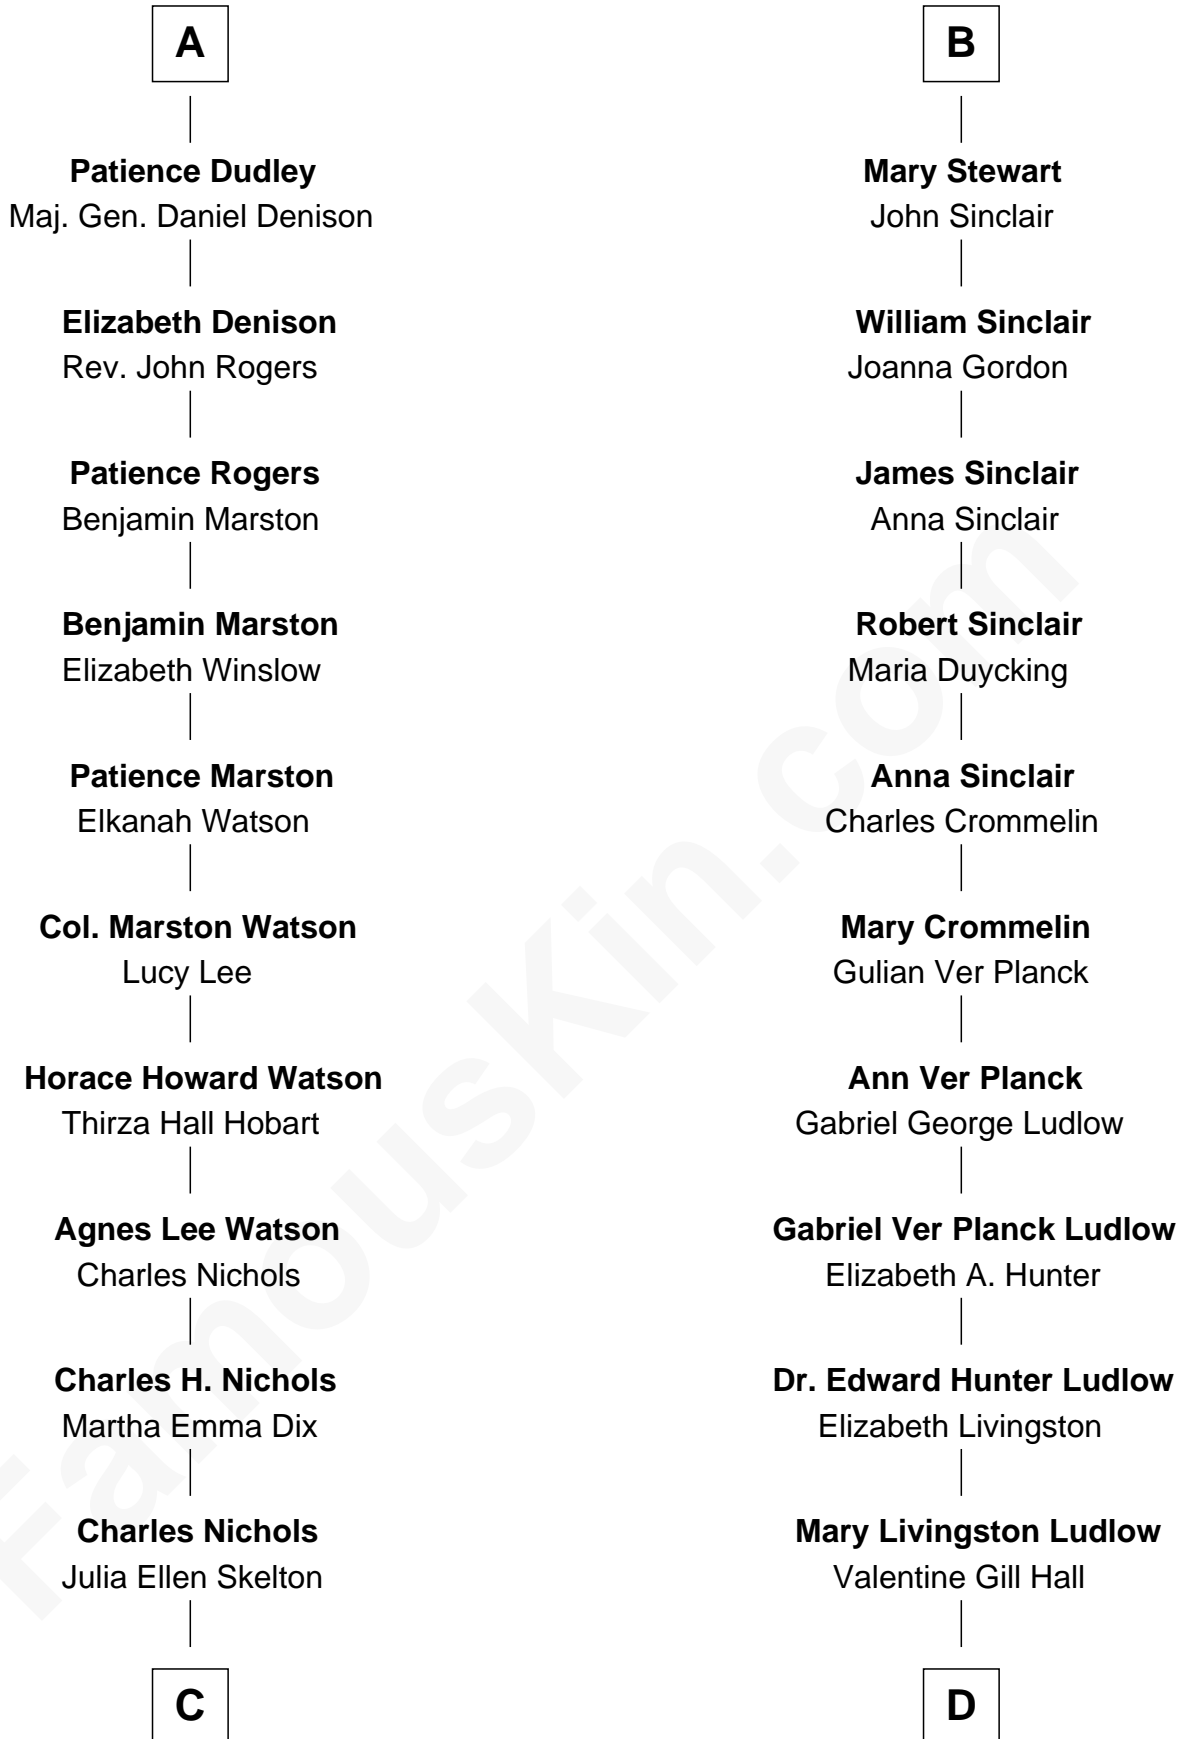 A
Patience Dudley
Maj. Gen. Daniel Denison
Elizabeth Denison
Rev. John Rogers
Patience Rogers
Benjamin Marston
Benjamin Marston
Elizabeth Winslow
Patience Marston
Elkanah Watson
Col. Marston Watson
Lucy Lee
Horace Howard Watson
Thirza Hall Hobart
Agnes Lee Watson
Charles Nichols
Charles H. Nichols
Martha Emma Dix
Charles Nichols
Julia Ellen Skelton
C
B
Mary Stewart
John Sinclair
William Sinclair
Joanna Gordon
James Sinclair
Anna Sinclair
Robert Sinclair
Maria Duycking
Anna Sinclair
Charles Crommelin
Mary Crommelin
Gulian Ver Planck
Ann Ver Planck
Gabriel George Ludlow
Gabriel Ver Planck Ludlow
Elizabeth A. Hunter
Dr. Edward Hunter Ludlow
Elizabeth Livingston
Mary Livingston Ludlow
Valentine Gill Hall
D
FamousKin.com